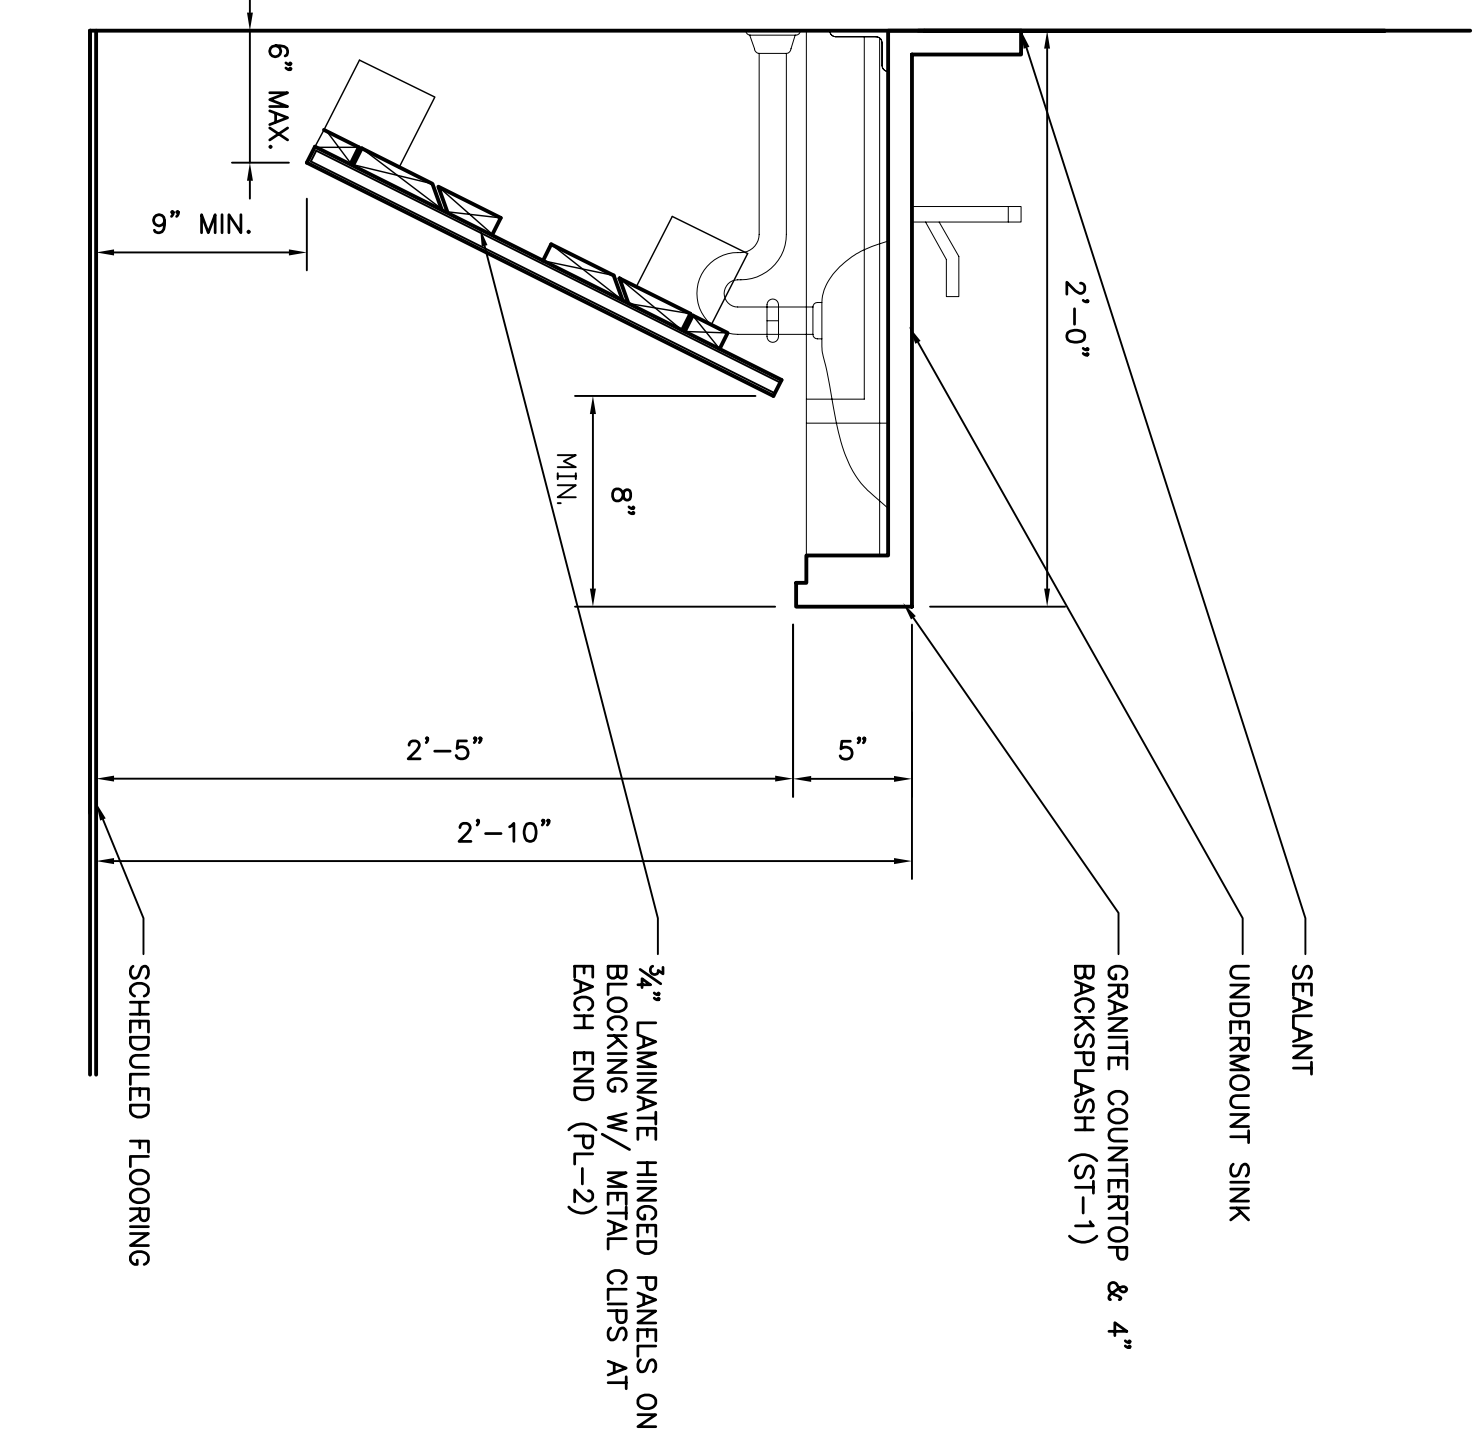 SEALANT
UNDERMOUNT SINK
GRANITE COUNTERTOP & 4”
BACKSPLASH (ST-1)
¾” LAMINATE HINGED PANELS ON
BLOCKING W/ METAL CLIPS AT
EACH END (PL-2)
SCHEDULED FLOORING
2’-0”
8”
MIN.
6” MAX.
9” MIN.
5”
2’-5”
2’-10”